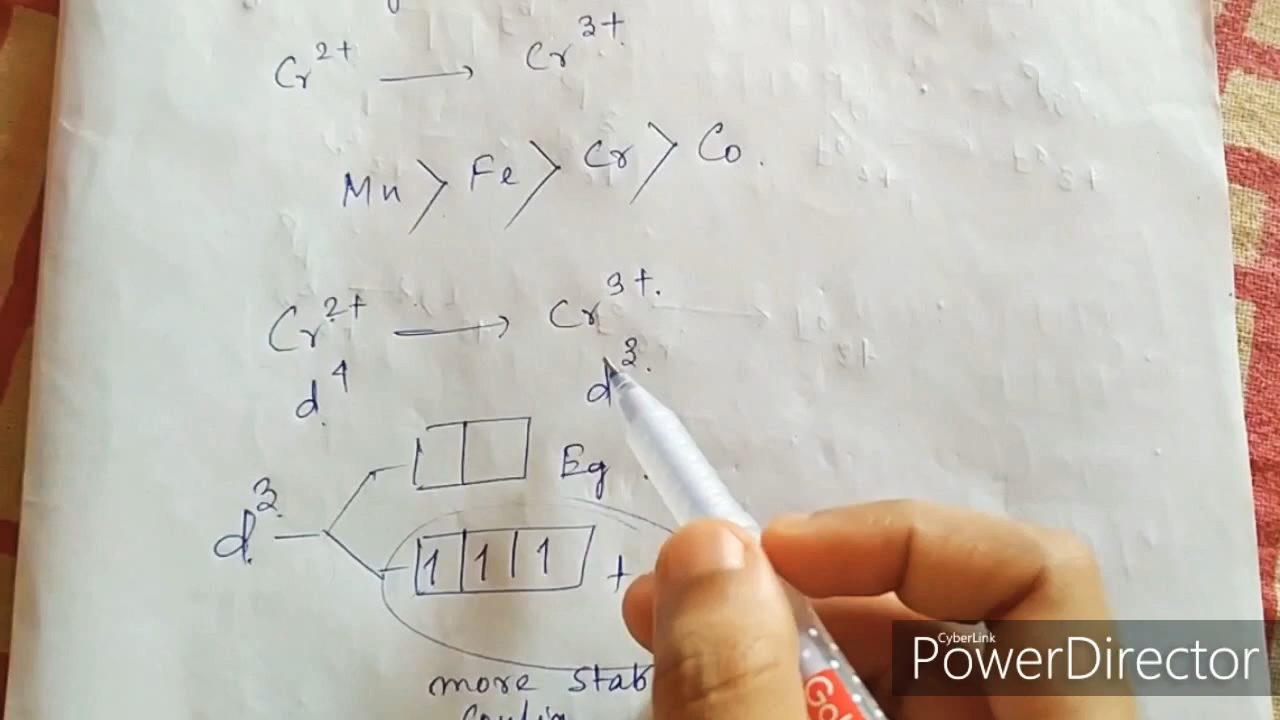 Cr²⁺ → Cr³⁺
Mn > Fe > Cr > Co.
Cr²⁺ → Cr³⁺.
d⁴ d³.
Eg.
d³
1 1 1 +
more Stab
CyberLink
PowerDirector